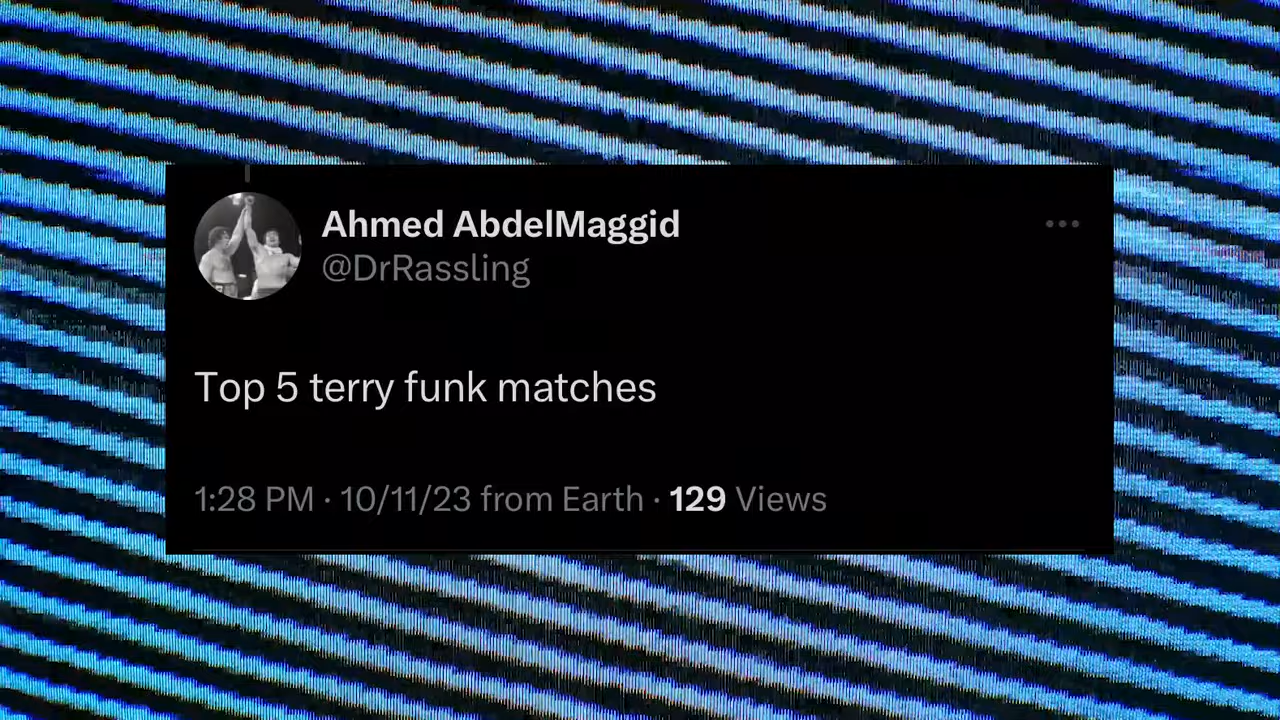 Ahmed AbdelMaggid
@DrRassling
Top 5 terry funk matches
1:28 PM · 10/11/23 from Earth · 129 Views